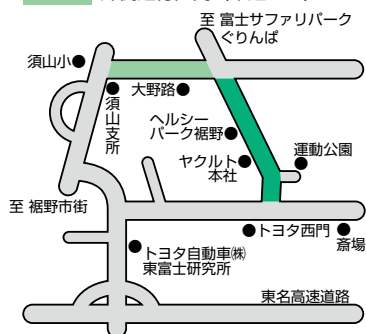 至 富士サファリパーク
ぐりんぱ
須山小
大野路
須山支所
ヘルシー
パーク裾野
ヤクルト
本社
運動公園
至 裾野市街
トヨタ西門
斎場
トヨタ自動車㈱
東富士研究所
東名高速道路